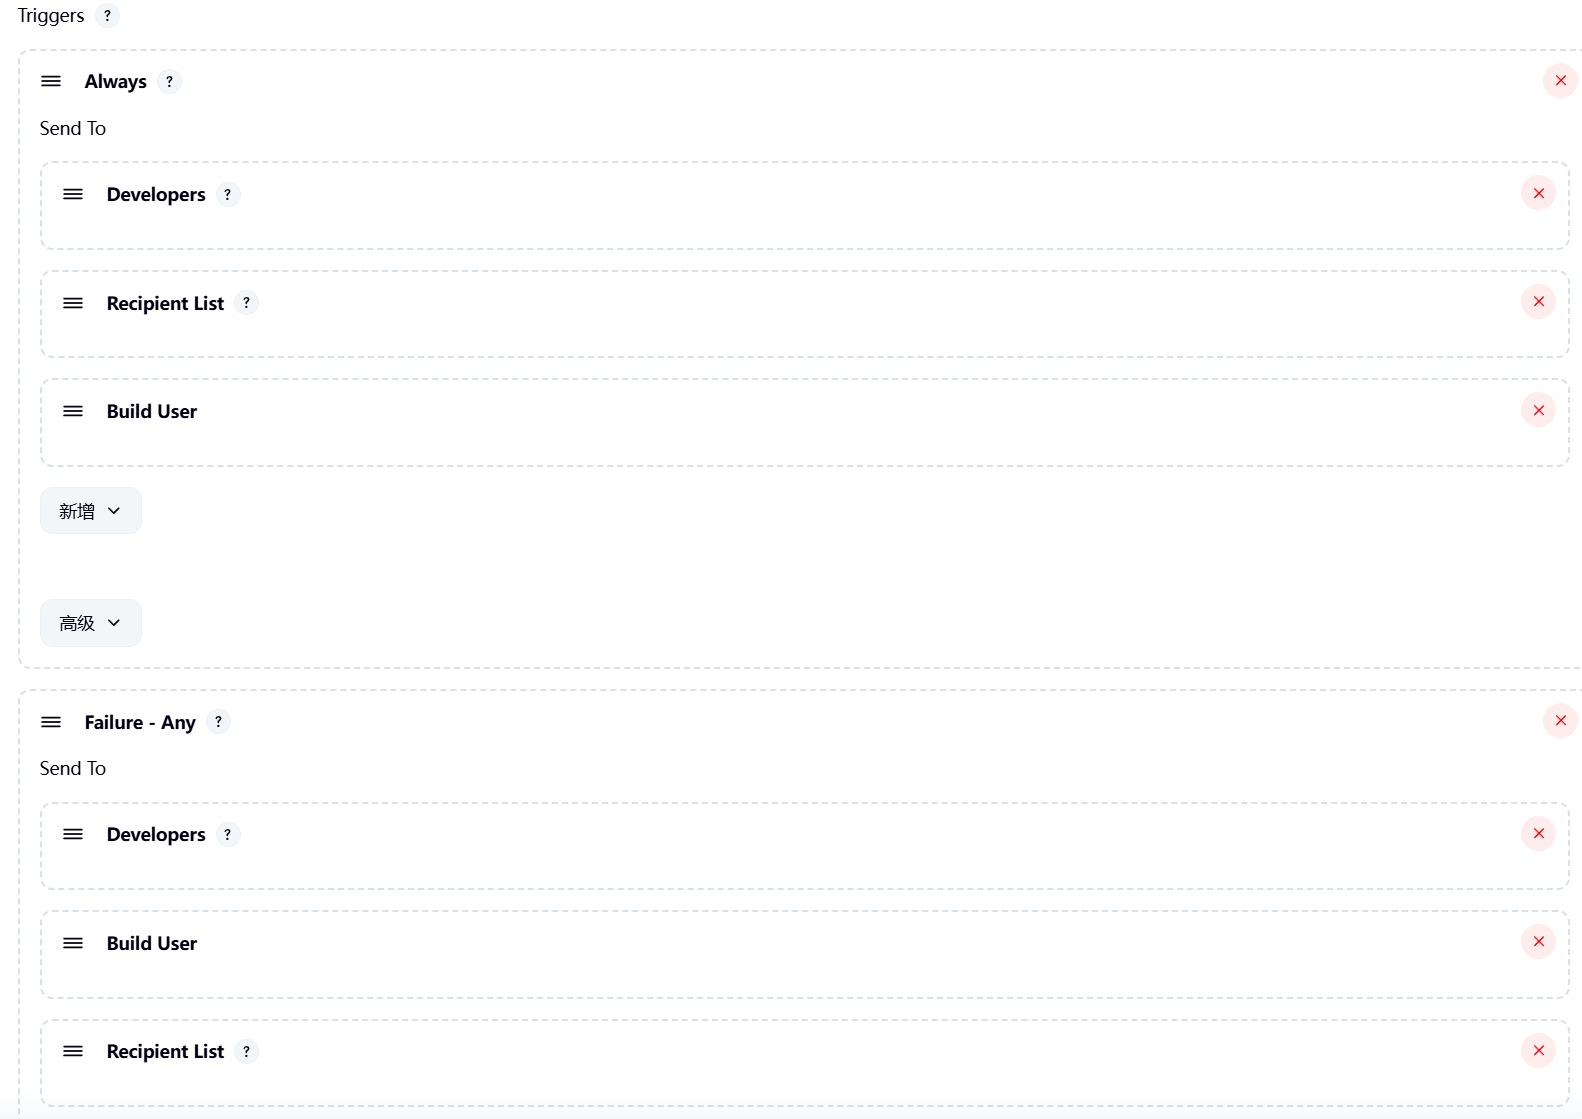 Triggers ?
Always ?
Send To
Developers ?
Recipient List ?
Build User
新增
高级
Failure - Any ?
Send To
Developers ?
Build User
Recipient List ?